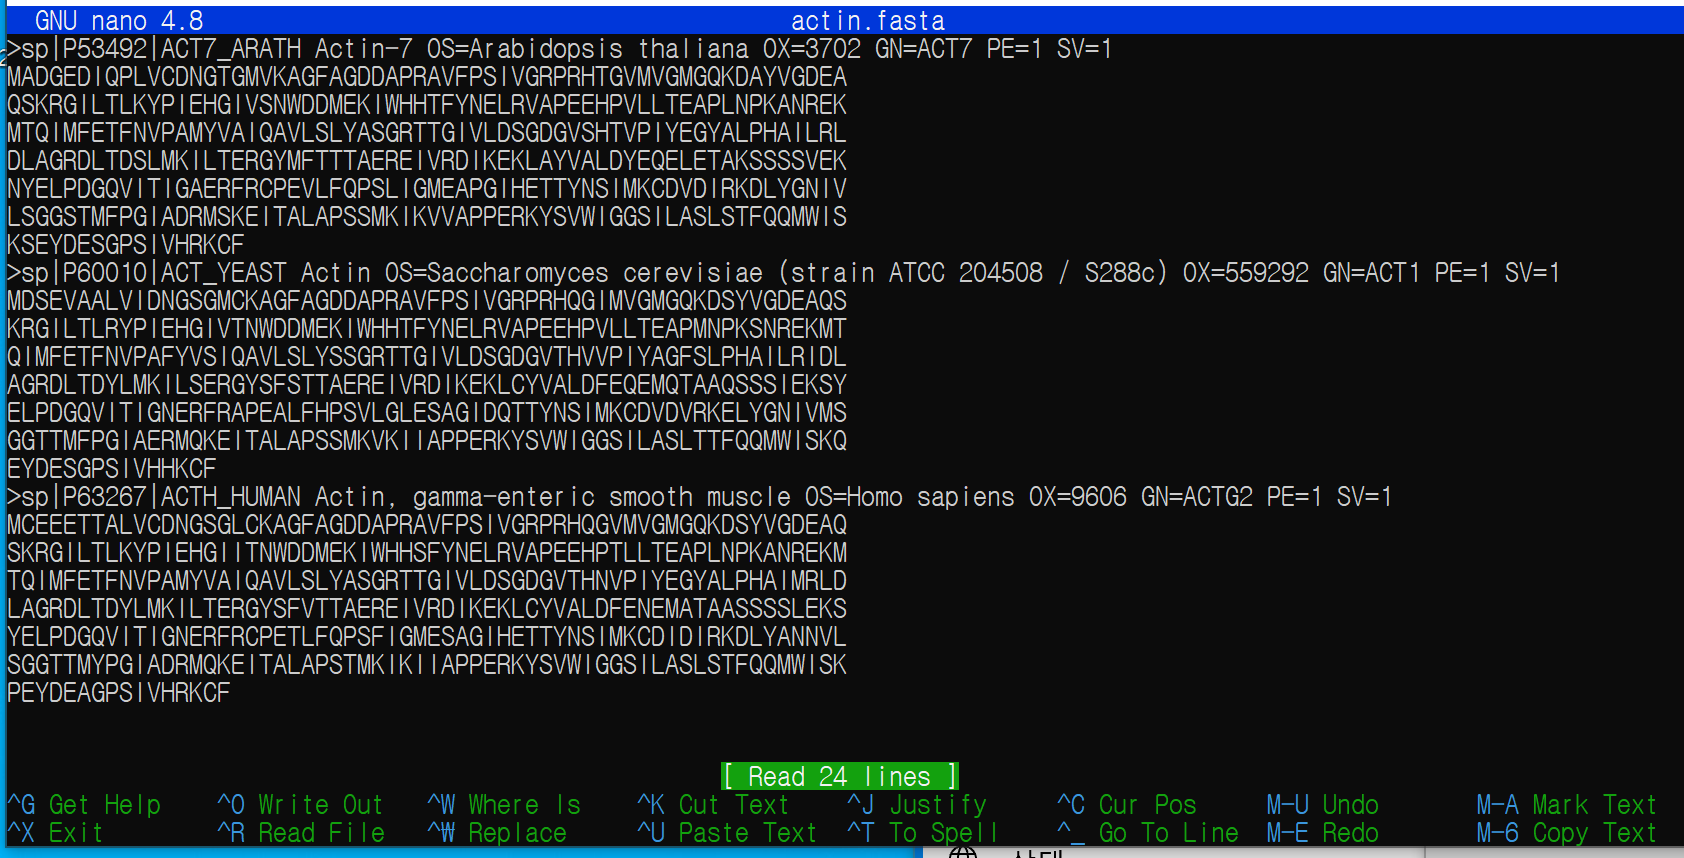 GNU nano 4.8 actin.fasta
>sp|P53492|ACT7_ARATH Actin-7 OS=Arabidopsis thaliana OX=3702 GN=ACT7 PE=1 SV=1
MADGEDIQPLVCDNGTGMVKAGFAGDDAPRAVFPSIVGRPRHTGVMVGMGQKDAYVGDEA
QSKRGILTLKYPIEHGIVSNWDDMEKIWHHTFYNELRVAPEEHPVLLTEAPLNPKANREK
MTQIMFETFNVPAMYVAIQAVLSLYASGRTTGIVLDSGDGVSHTVPIYEGYALPHAILRL
DLAGRDLTDSLMKILTERGYMFTTTAEREIVRDIKEKLAYVALDYEQELETAKSSSSVEK
NYELPDGQVITIGAERFRCPEVLFQPSLIGMEAPGIHETTYNSIMKCDVDIRKDLYGNIV
LSGGSTMFPGIADRMSKEITALAPSSMKIKVVAPPERKYSVWIGGSILASLSTFQQMWIS
KSEYDESGPSIVHRKCF
>sp|P60010|ACT_YEAST Actin OS=Saccharomyces cerevisiae (strain ATCC 204508 / S288c) OX=559292 GN=ACT1 PE=1 SV=1
MDSEVAALVIDNGSGMCKAGFAGDDAPRAVFPSIVGRPRHQGIMVGMGQKDSYVGDEAQS
KRGILTLRYPIEHGIVTNWDDMEKIWHHTFYNELRVAPEEHPVLLTEAPMNPKSNREKMT
QIMFETFNVPAFYVSIQAVLSLYSSGRTTGIVLDSGDGVTHVVPIYAGFSLPHAILRIDL
AGRDLTDYLMKILSERGYSFSTTAEREIVRDIKEKLCYVALDFEQEMQTAAQSSSIEKSY
ELPDGQVITIGNERFRAPEALFHPSVLGLESAGIDQTTYNSIMKCDVDVRKELYGNIVMS
GGTTMFPGIAERMQKEITALAPSSMKVKIIAPPERKYSVWIGGSILASLTTFQQMWISKQ
EYDESGPSIVHHKCF
>sp|P63267|ACTH_HUMAN Actin, gamma-enteric smooth muscle OS=Homo sapiens OX=9606 GN=ACTG2 PE=1 SV=1
MCEEETTALVCDNGSGLCKAGFAGDDAPRAVFPSIVGRPRHQGVMVGMGQKDSYVGDEAQ
SKRGILTLKYPIEHGIITNWDDMEKIWHHSFYNELRVAPEEHPTLLTEAPLNPKANREKM
TQIMFETFNVPAMYVAIQAVLSLYASGRTTGIVLDSGDGVTHNVPIYEGYALPHAIMRLD
LAGRDLTDYLMKILTERGYSFVTTAEREIVRDIKEKLCYVALDFENEMATAASSSSLEKS
YELPDGQVITIGNERFRCPETLFQPSFIGMESAGIHETTYNSIMKCDIDIRKDLYANNVL
SGGTTMYPGIADRMQKEITALAPSTMKIKIIAPPERKYSVWIGGSILASLSTFQQMWISK
PEYDEAGPSIVHRKCF
[ Read 24 lines ]
^G Get Help ^O Write Out ^W Where Is ^K Cut Text ^J Justify ^C Cur Pos M-U Undo M-A Mark Text
^X Exit ^R Read File ^₩ Replace ^U Paste Text ^T To Spell ^_ Go To Line M-E Redo M-6 Copy Text